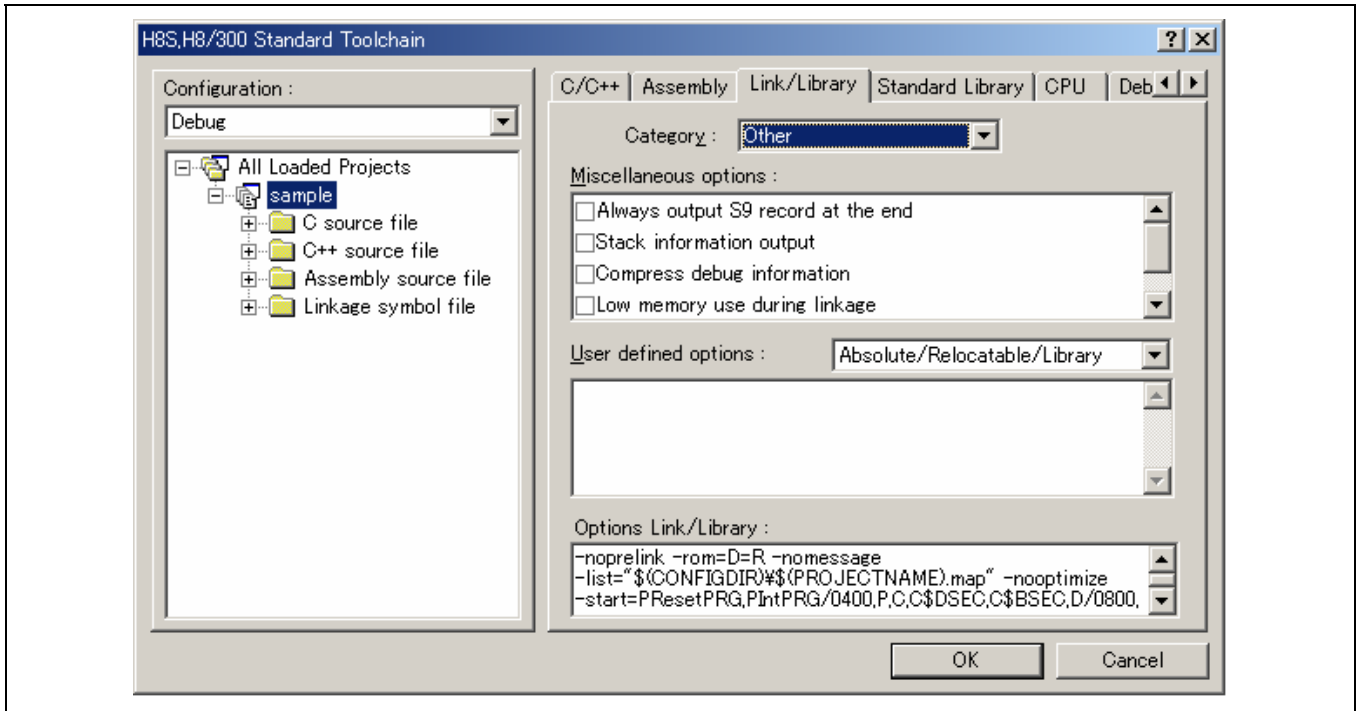 H8S,H8/300 Standard Toolchain
Configuration :
Debug
All Loaded Projects
sample
C source file
C++ source file
Assembly source file
Linkage symbol file
C/C++ Assembly Link/Library Standard Library CPU Deb
Category : Other
Miscellaneous options :
Always output S9 record at the end
Stack information output
Compress debug information
Low memory use during linkage
User defined options : Absolute/Relocatable/Library
Options Link/Library :
-noprelink -rom=D=R -nomessage
-list="$(CONFIGDIR)¥$(PROJECTNAME).map" -nooptimize
-start=PResetPRG,PIntPRG/0400,P,C,C$DSEC,C$BSEC,D/0800,
OK Cancel